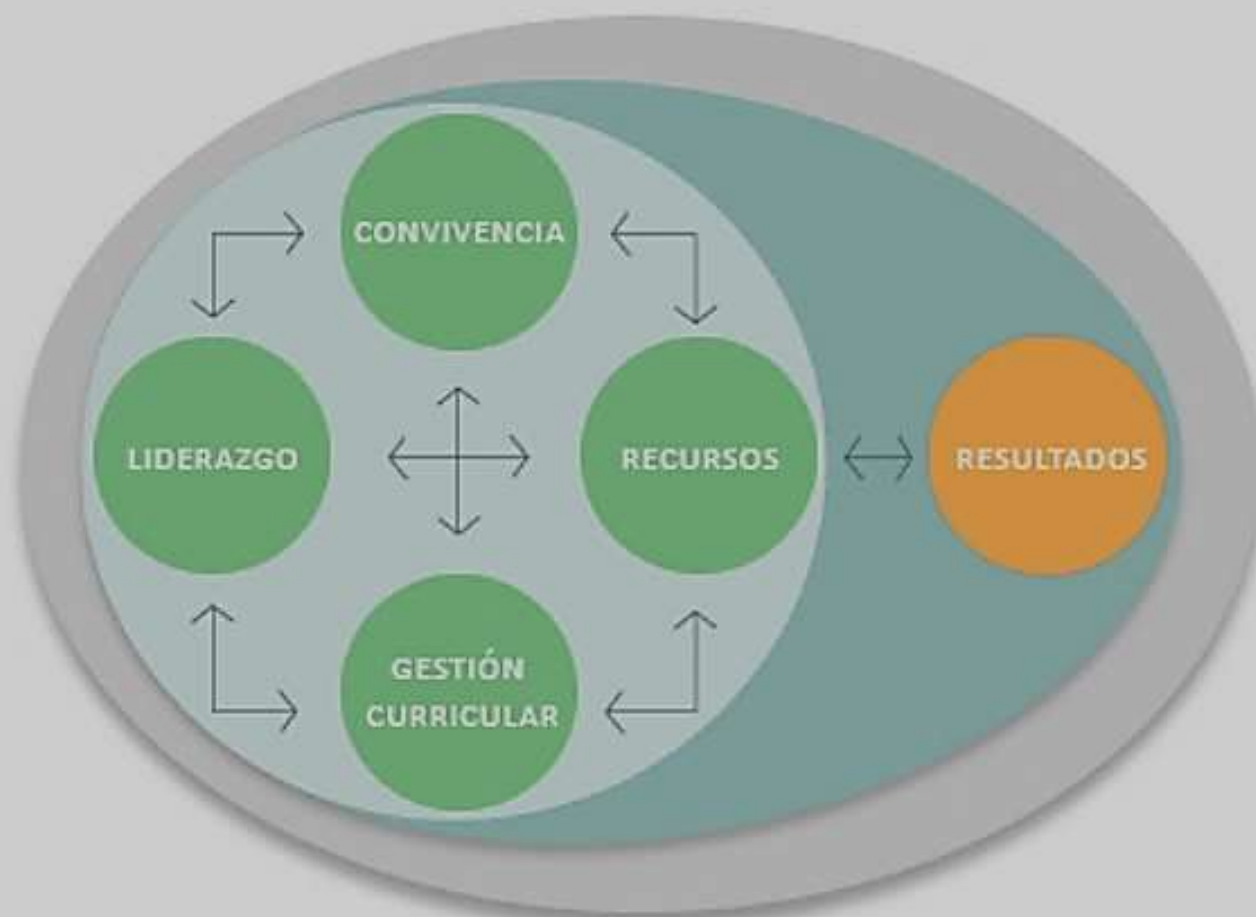 CONVIVENCIA
LIDERAZGO
RECURSOS
RESULTADOS
GESTIÓN
CURRICULAR